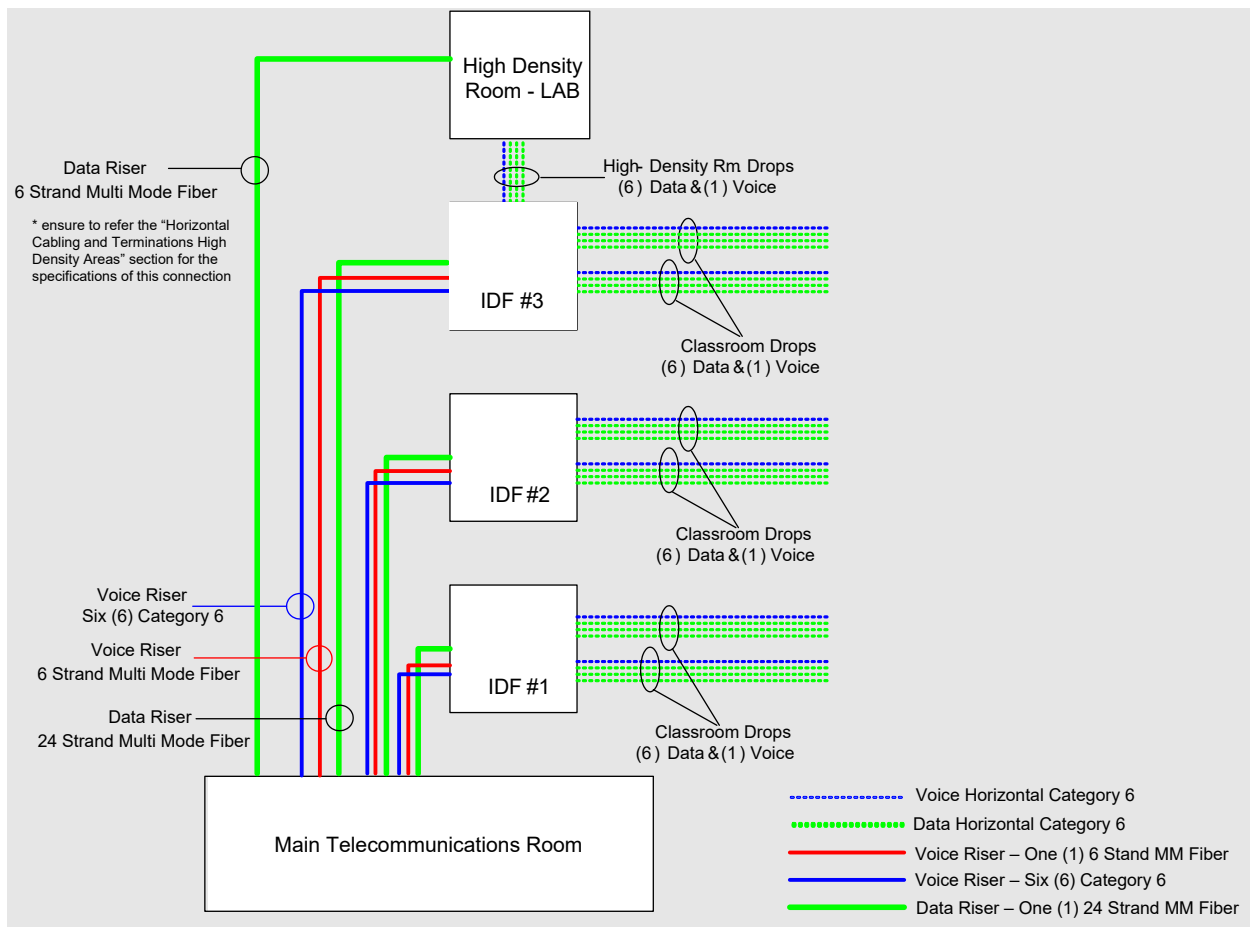 High Density
Room - LAB
Data Riser
6 Strand Multi Mode Fiber
* ensure to refer the “Horizontal
Cabling and Terminations High
Density Areas” section for the
specifications of this connection
High- Density Rm. Drops
(6) Data & (1) Voice
IDF #3
Classroom Drops
(6) Data & (1) Voice
IDF #2
Classroom Drops
(6) Data & (1) Voice
Voice Riser
Six (6) Category 6
Voice Riser
6 Strand Multi Mode Fiber
Data Riser
24 Strand Multi Mode Fiber
IDF #1
Classroom Drops
(6) Data & (1) Voice
Main Telecommunications Room
Voice Horizontal Category 6
Data Horizontal Category 6
Voice Riser – One (1) 6 Stand MM Fiber
Voice Riser – Six (6) Category 6
Data Riser – One (1) 24 Strand MM Fiber